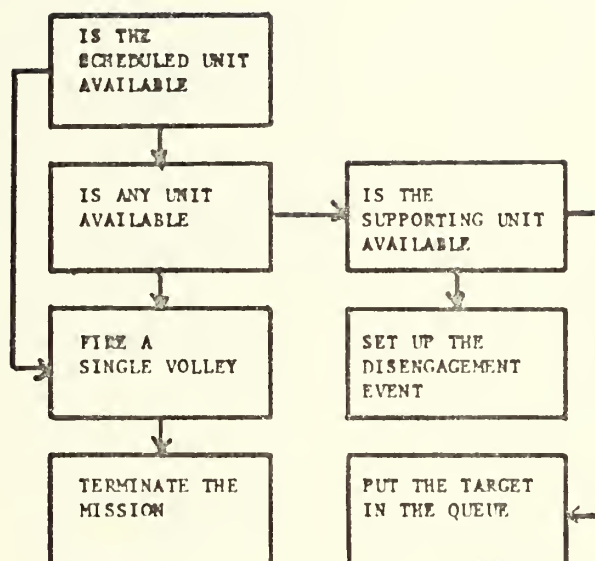 IS THE
SCHEDULED UNIT
AVAILABLE
IS ANY UNIT
AVAILABLE
IS THE
SUPPORTING UNIT
AVAILABLE
FIRE A
SINGLE VOLLEY
SET UP THE
DISENGAGEMENT
EVENT
TERMINATE THE
MISSION
PUT THE TARGET
IN THE QUEUE